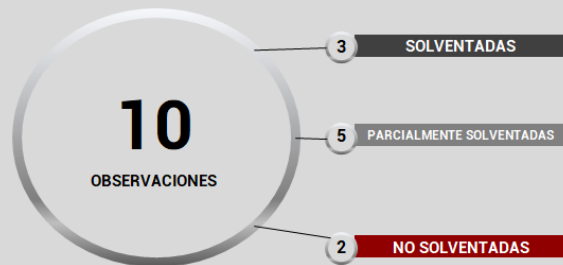 10
OBSERVACIONES
3 SOLVENTADAS
5 PARCIALMENTE SOLVENTADAS
2 NO SOLVENTADAS